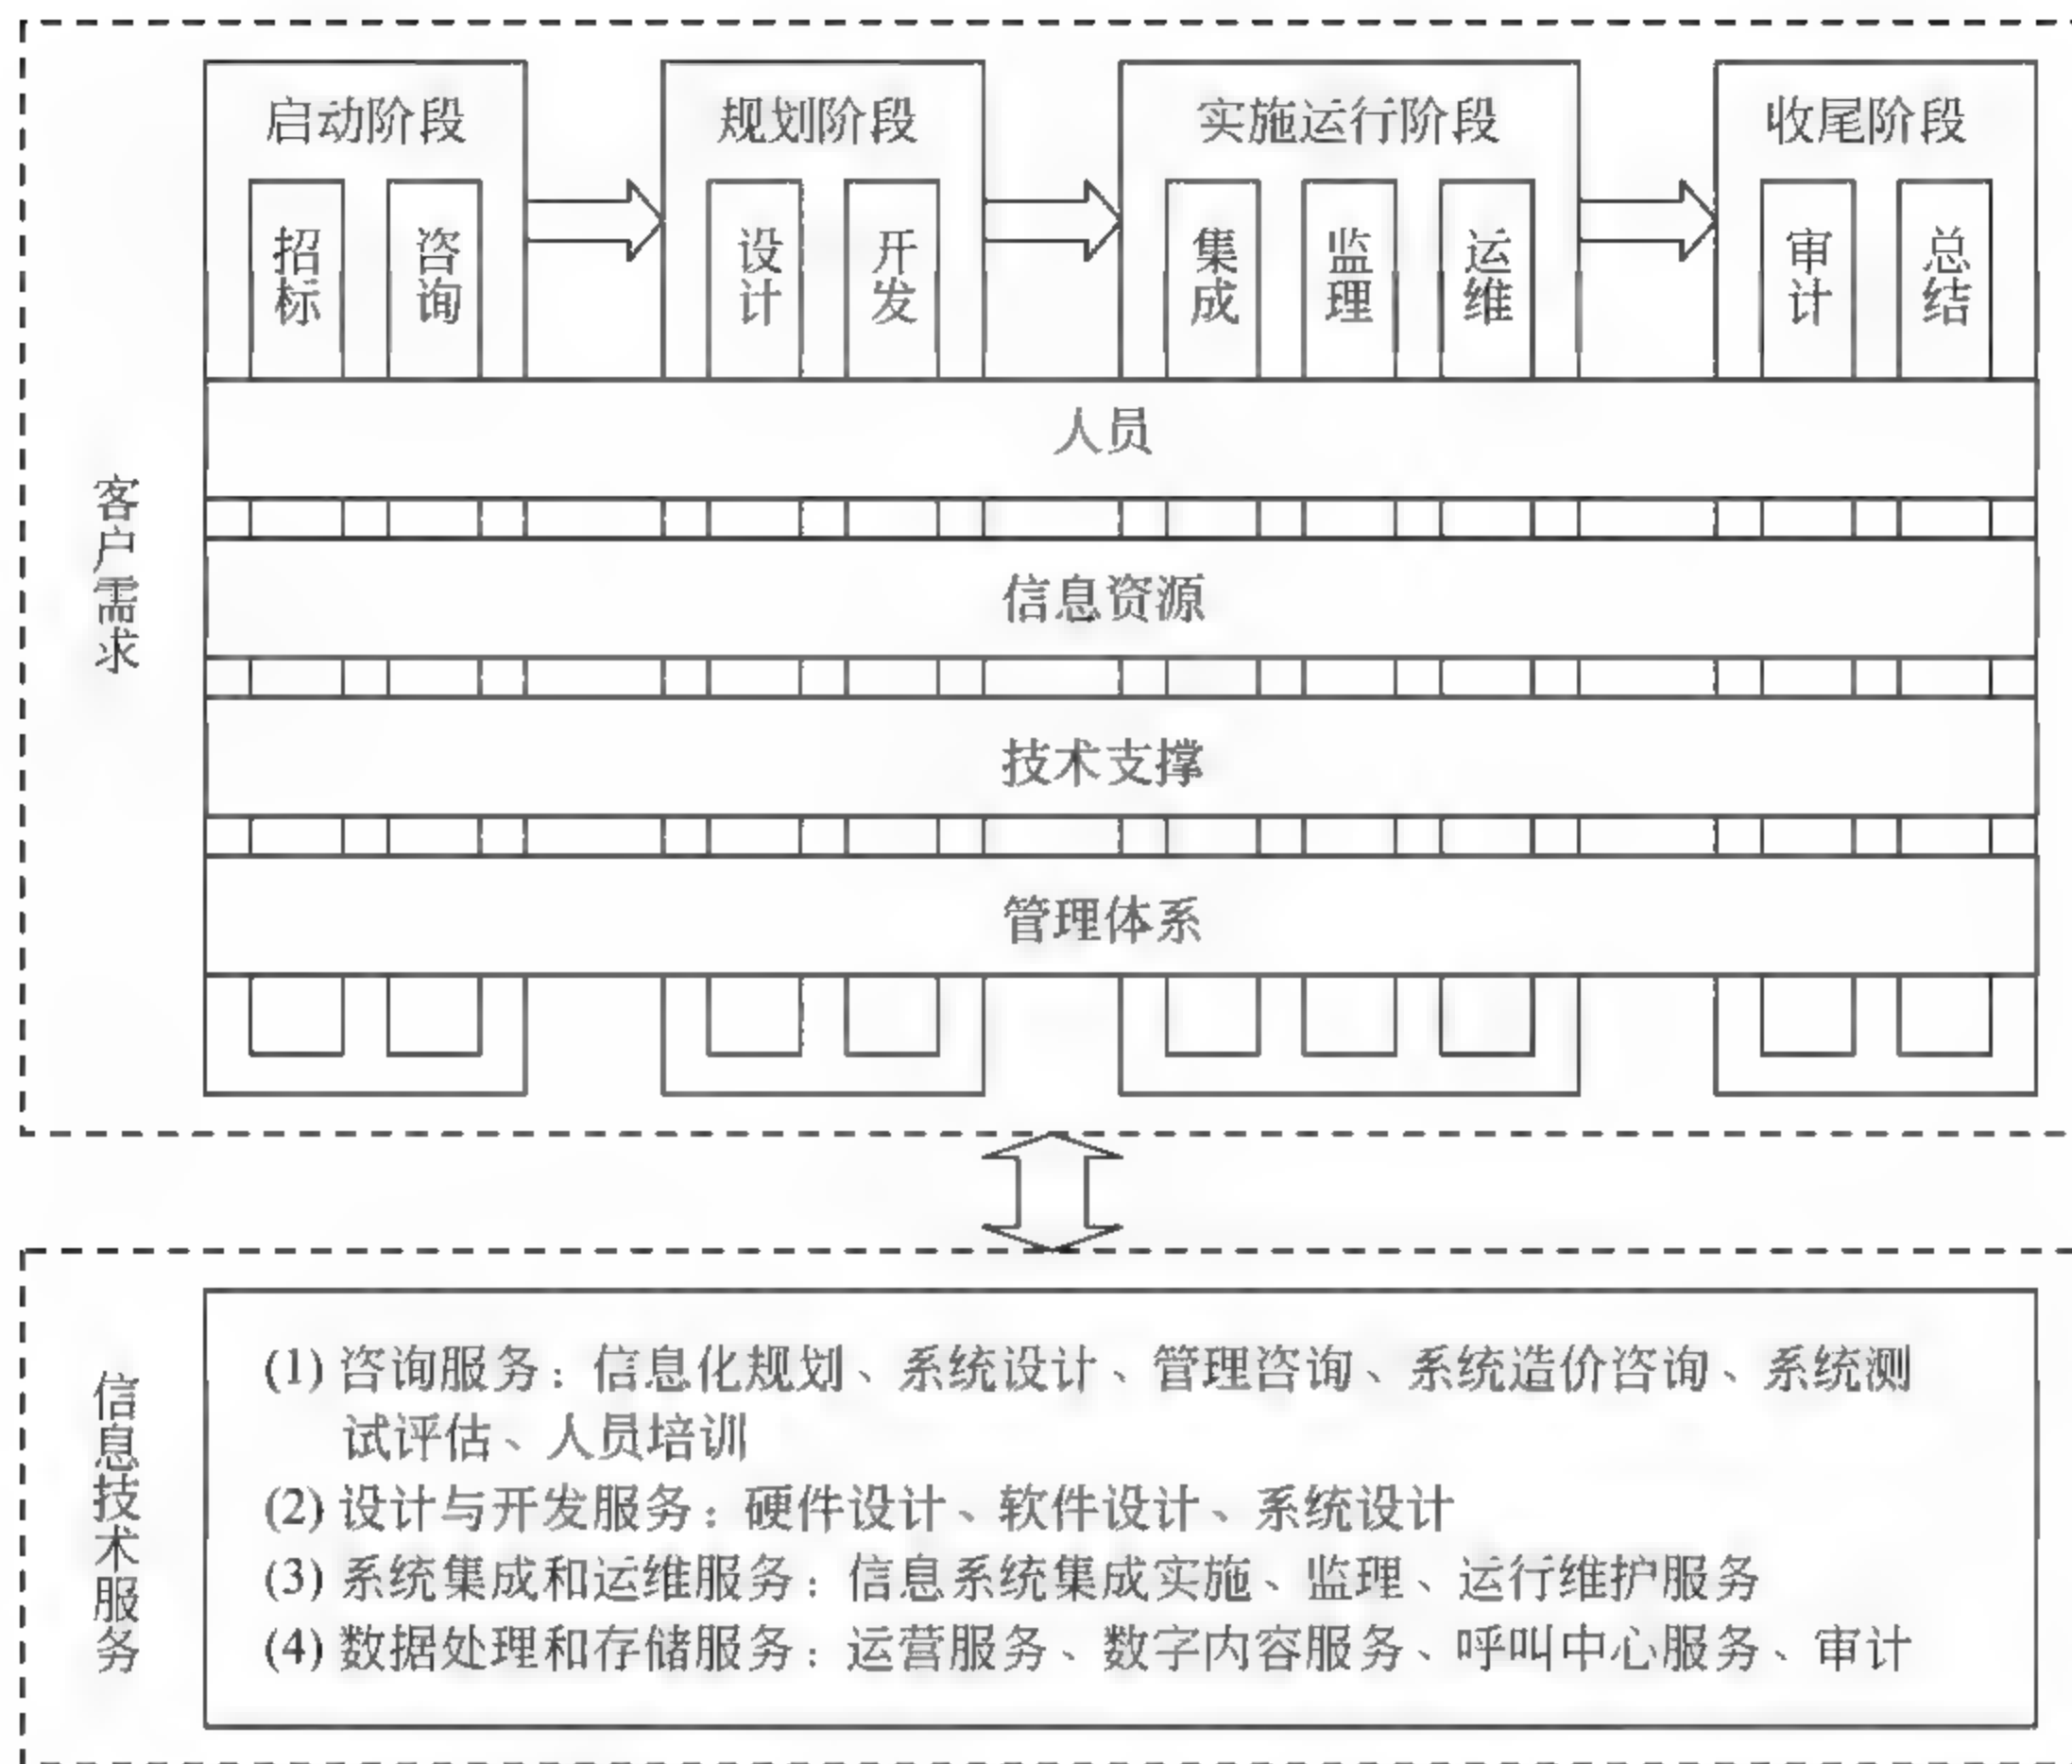 启动阶段
规划阶段
实施运行阶段
收尾阶段
招标
咨询
设计
开发
集成
监理
运维
审计
总结
人员
信息资源
技术支撑
管理体系
客户需求
(1) 咨询服务：信息化规划、系统设计、管理咨询、系统造价咨询、系统测
试评估、人员培训
(2) 设计与开发服务：硬件设计、软件设计、系统设计
(3) 系统集成和运维服务：信息系统集成实施、监理、运行维护服务
(4) 数据处理和存储服务：运营服务、数字内容服务、呼叫中心服务、审计
信息技术服务